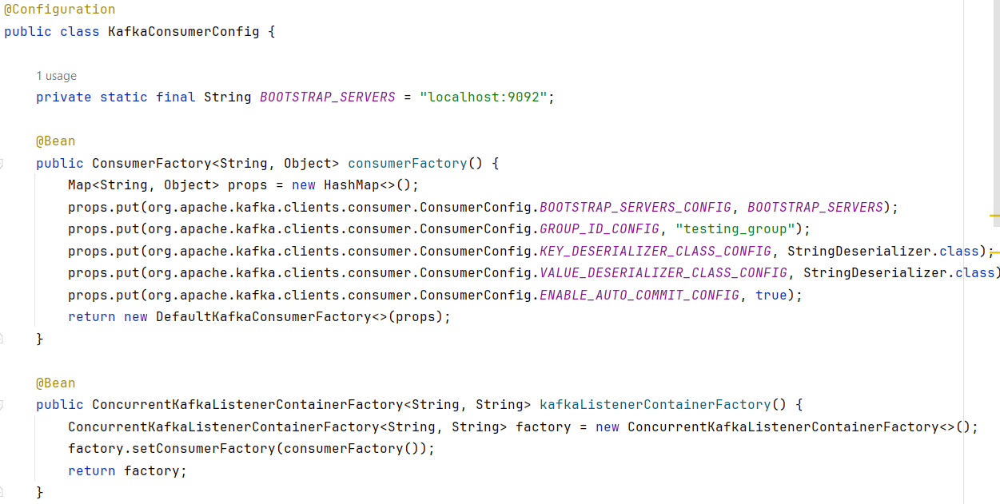 @Configuration
public class KafkaConsumerConfig {
1 usage
private static final String BOOTSTRAP_SERVERS = "localhost:9092";
@Bean
public ConsumerFactory<String, Object> consumerFactory() {
Map<String, Object> props = new HashMap<>();
props.put(org.apache.kafka.clients.consumer.ConsumerConfig.BOOTSTRAP_SERVERS_CONFIG, BOOTSTRAP_SERVERS);
props.put(org.apache.kafka.clients.consumer.ConsumerConfig.GROUP_ID_CONFIG, "testing_group");
props.put(org.apache.kafka.clients.consumer.ConsumerConfig.KEY_DESERIALIZER_CLASS_CONFIG, StringDeserializer.class);
props.put(org.apache.kafka.clients.consumer.ConsumerConfig.VALUE_DESERIALIZER_CLASS_CONFIG, StringDeserializer.class)
props.put(org.apache.kafka.clients.consumer.ConsumerConfig.ENABLE_AUTO_COMMIT_CONFIG, true);
return new DefaultKafkaConsumerFactory<>(props);
}
@Bean
public ConcurrentKafkaListenerContainerFactory<String, String> kafkaListenerContainerFactory() {
ConcurrentKafkaListenerContainerFactory<String, String> factory = new ConcurrentKafkaListenerContainerFactory<>();
factory.setConsumerFactory(consumerFactory());
return factory;
}